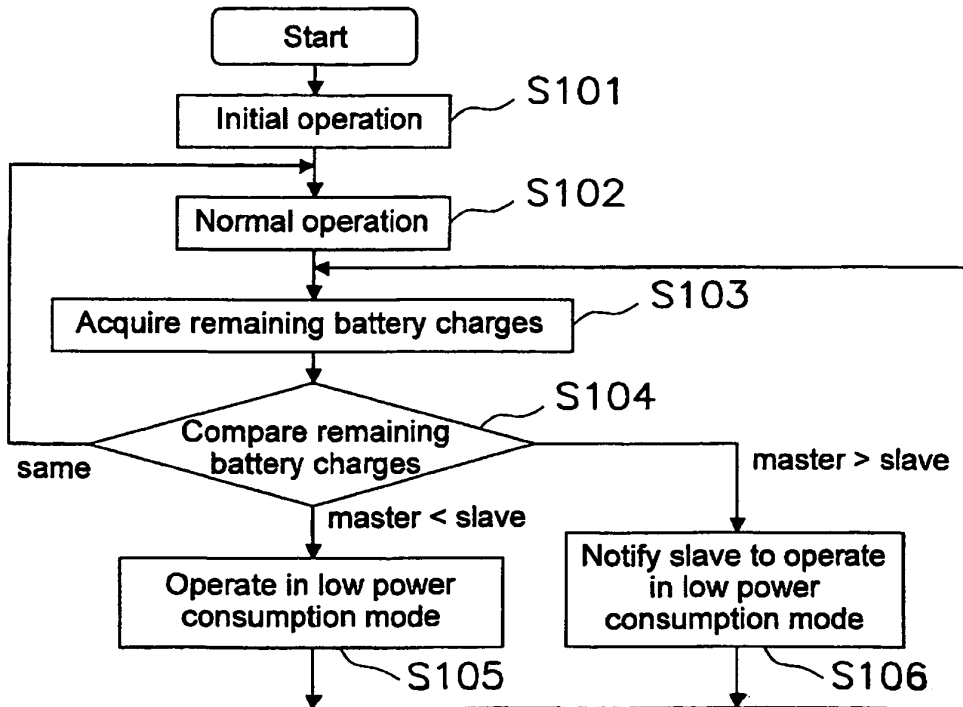 Start
S101
Initial operation
S102
Normal operation
S103
Acquire remaining battery charges
S104
Compare remaining
battery charges
same
master > slave
master < slave
Notify slave to operate
in low power
consumption mode
Operate in low power
consumption mode
S105
S106